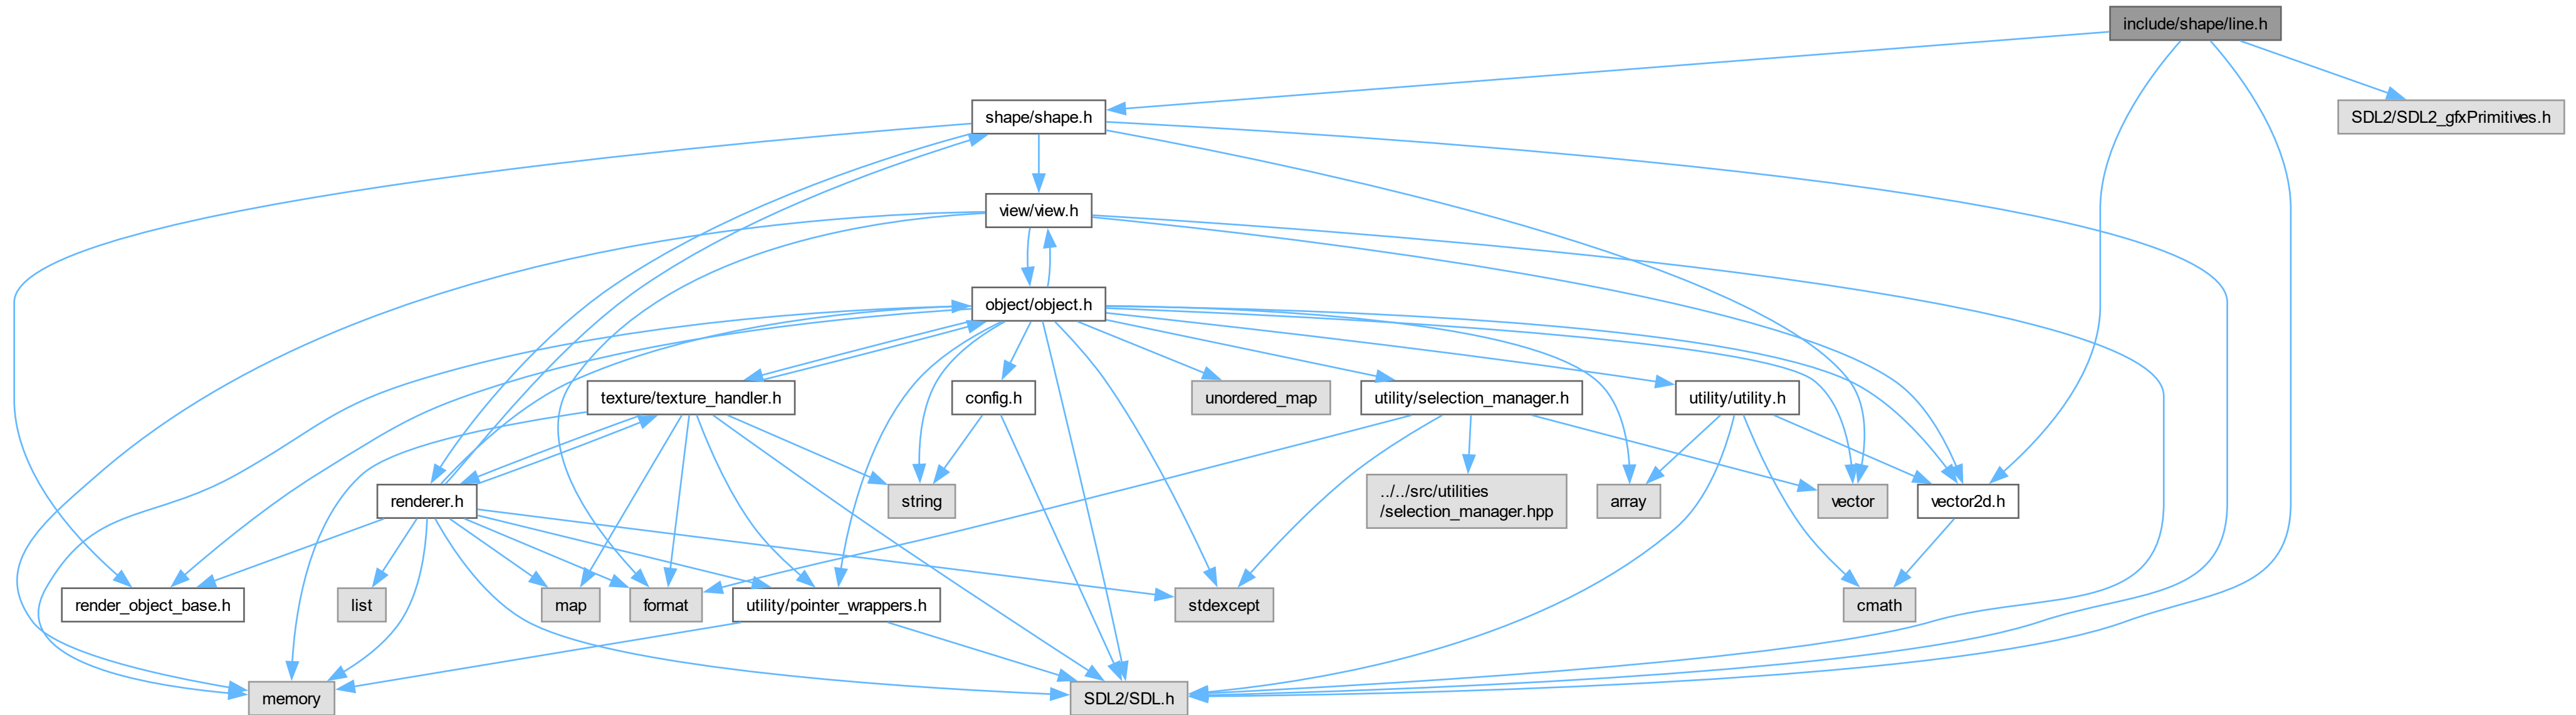 include/shape/line.h
shape/shape.h
SDL2/SDL2_gfxPrimitives.h
view/view.h
object/object.h
texture/texture_handler.h
config.h
unordered_map
utility/selection_manager.h
utility/utility.h
renderer.h
string
../../src/utilities
/selection_manager.hpp
array
vector
vector2d.h
render_object_base.h
list
map
format
utility/pointer_wrappers.h
stdexcept
cmath
memory
SDL2/SDL.h